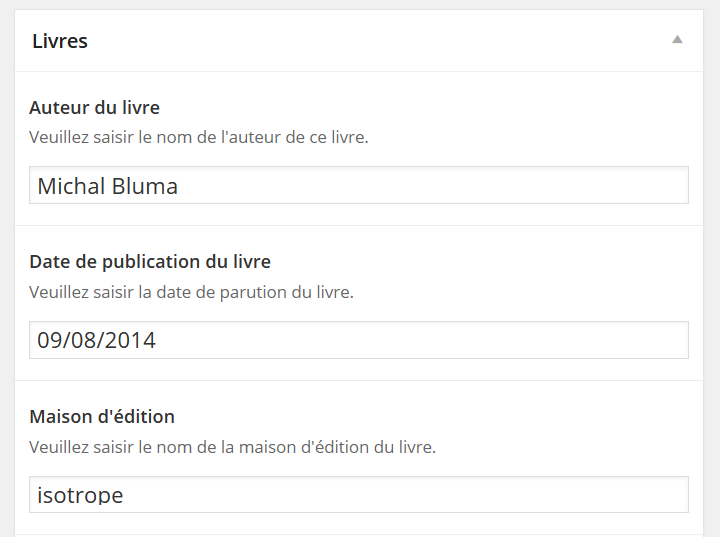 Livres
Auteur du livre
Veuillez saisir le nom de l'auteur de ce livre.
Michal Bluma
Date de publication du livre
Veuillez saisir la date de parution du livre.
09/08/2014
Maison d'édition
Veuillez saisir le nom de la maison d'édition du livre.
isotrope